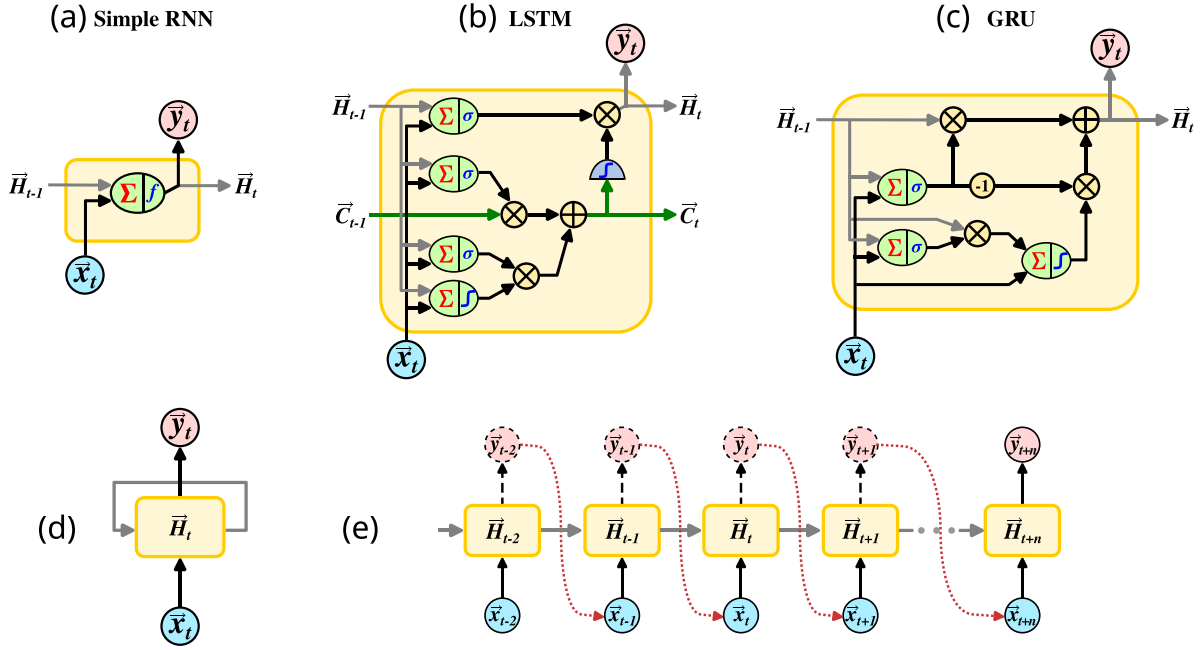 (a) Simple RNN
(b) LSTM
(c) GRU
y⃗t
H⃗t-1
Σ f
H⃗t
x⃗t
y⃗t
H⃗t-1
Σ σ
H⃗t
Σ σ
C⃗t-1
C⃗t
Σ σ
Σ
x⃗t
y⃗t
H⃗t-1
H⃗t
Σ σ
-1
Σ σ
Σ
x⃗t
(d)
y⃗t
H⃗t
x⃗t
(e)
y⃗t-2 y⃗t-1 y⃗t y⃗t+1 y⃗t+n
H⃗t-2 H⃗t-1 H⃗t H⃗t+1 H⃗t+n
x⃗t-2 x⃗t-1 x⃗t x⃗t+1 x⃗t+n